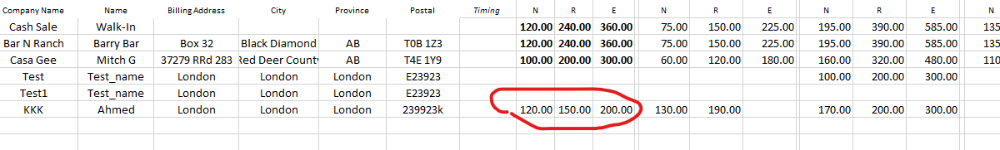 Company Name Name Billing Address City Province Postal Timing N R E N R E N R E N
Cash Sale Walk-In 120.00 240.00 360.00 75.00 150.00 225.00 195.00 390.00 585.00 135
Bar N Ranch Barry Bar Box 32 Black Diamond AB T0B 1Z3 120.00 240.00 360.00 75.00 150.00 225.00 195.00 390.00 585.00 135
Casa Gee Mitch G 37279 RRd 283 Red Deer County AB T4E 1Y9 100.00 200.00 300.00 60.00 120.00 180.00 160.00 320.00 480.00 110
Test Test_name London London London E23923 100.00 200.00 300.00
Test1 Test_name London London London E23923
KKK Ahmed London London London 239923k 120.00 150.00 200.00 130.00 190.00 170.00 200.00 300.00